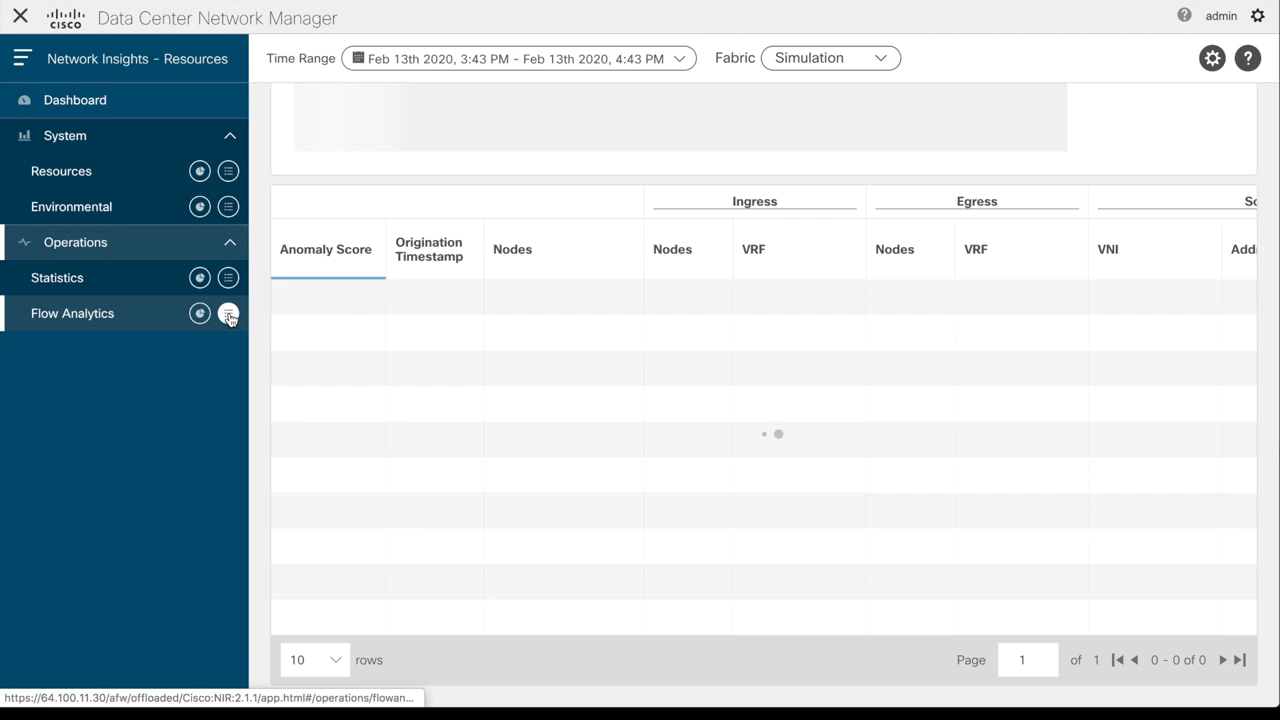 cisco
Data Center Network Manager
admin
Network Insights - Resources
Time Range
Feb 13th 2020, 3:43 PM - Feb 13th 2020, 4:43 PM
Fabric
Simulation
Dashboard
System
Resources
Environmental
Operations
Statistics
Flow Analytics
Ingress
Egress
Anomaly Score
Origination
Timestamp
Nodes
Nodes
VRF
Nodes
VRF
VNI
10
rows
Page
1
of 1
0 - 0 of 0
https://64.100.11.30/afw/offloaded/Cisco:NIR:2.1.1/app.html#/operations/flowan...